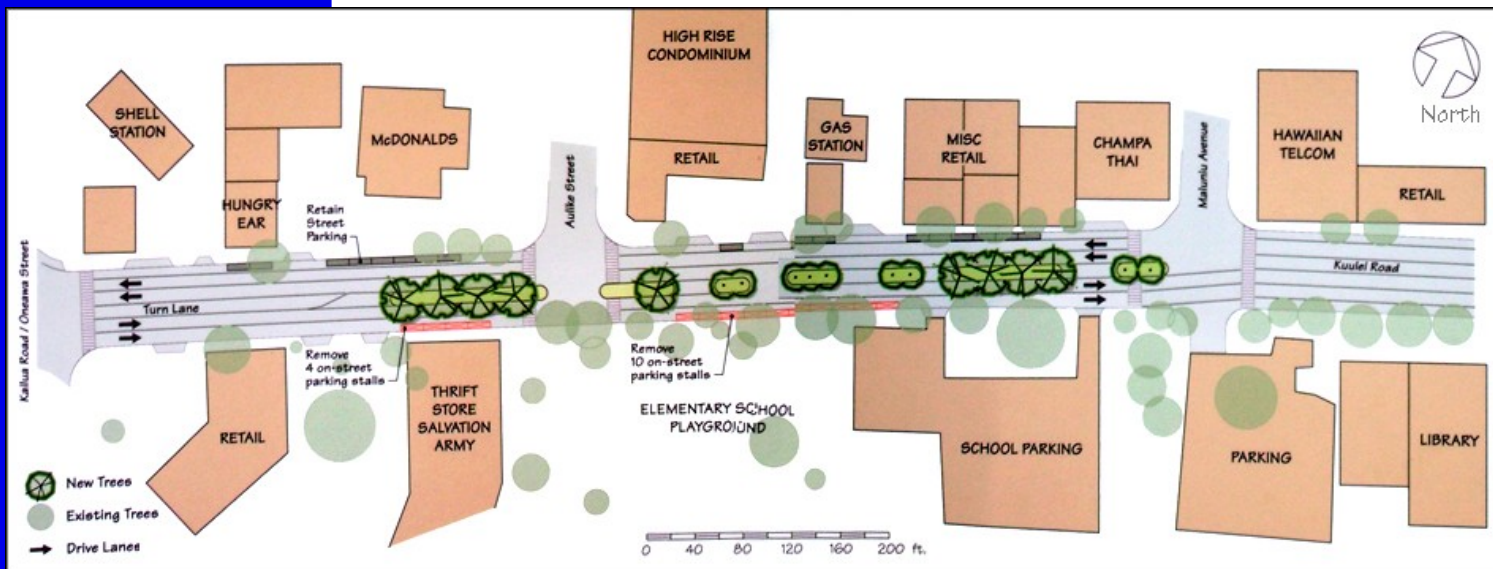 HIGH RISE
CONDOMINIUM
North
SHELL
STATION
McDONALDS
GAS
STATION
MISC
RETAIL
CHAMPA
THAI
HAWAIIAN
TELCOM
RETAIL
RETAIL
HUNGRY
EAR
Retain
Street
Parking
Aulike Street
Maluniu Avenue
Kailua Road / Oneawa Street
Turn Lane
Kuulei Road
Remove
4 on-street
parking stalls
Remove
10 on-street
parking stalls
RETAIL
THRIFT
STORE
SALVATION
ARMY
ELEMENTARY SCHOOL
PLAYGROUND
SCHOOL PARKING
PARKING
LIBRARY
New Trees
Existing Trees
Drive Lanes
0 40 80 120 160 200 ft.